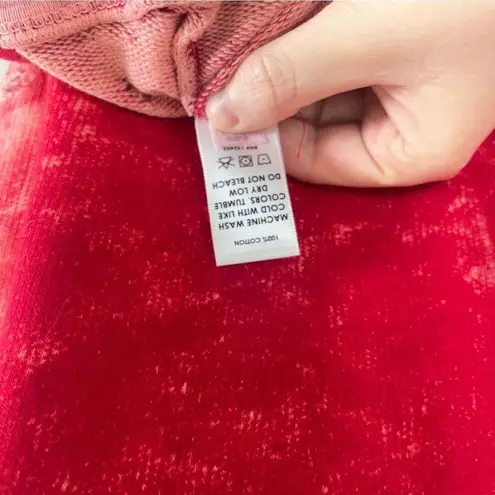 100% COTTON
MACHINE WASH
COLD WITH LIKE
COLORS. TUMBLE
DRY LOW
DO NOT BLEACH